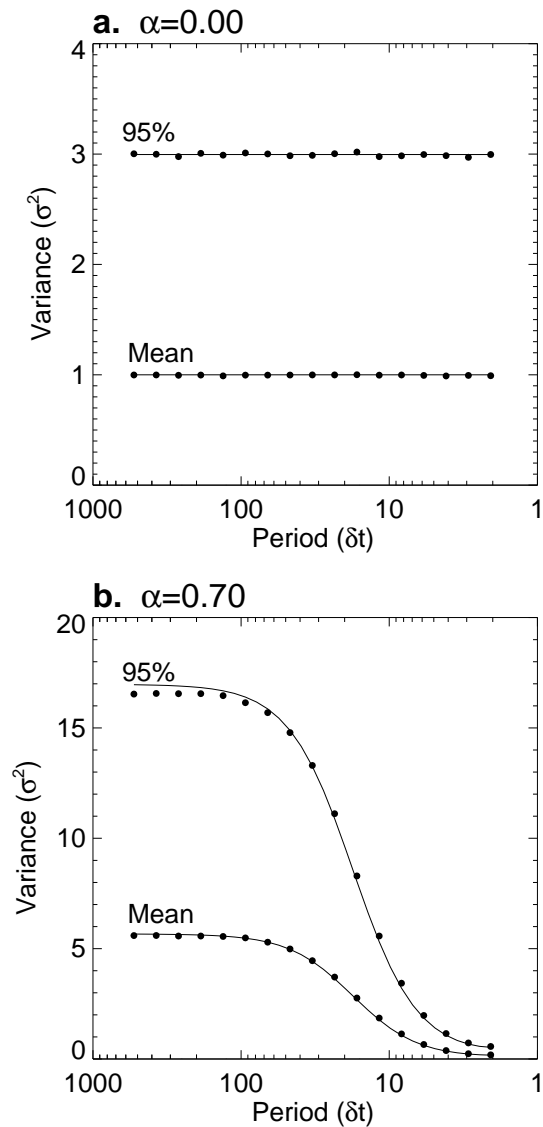 a. α=0.00
4
95%
3
Variance (σ²)
2
Mean
1
0
1000 100 10 1
Period (δt)
b. α=0.70
20
95%
15
Variance (σ²)
10
Mean
5
0
1000 100 10 1
Period (δt)